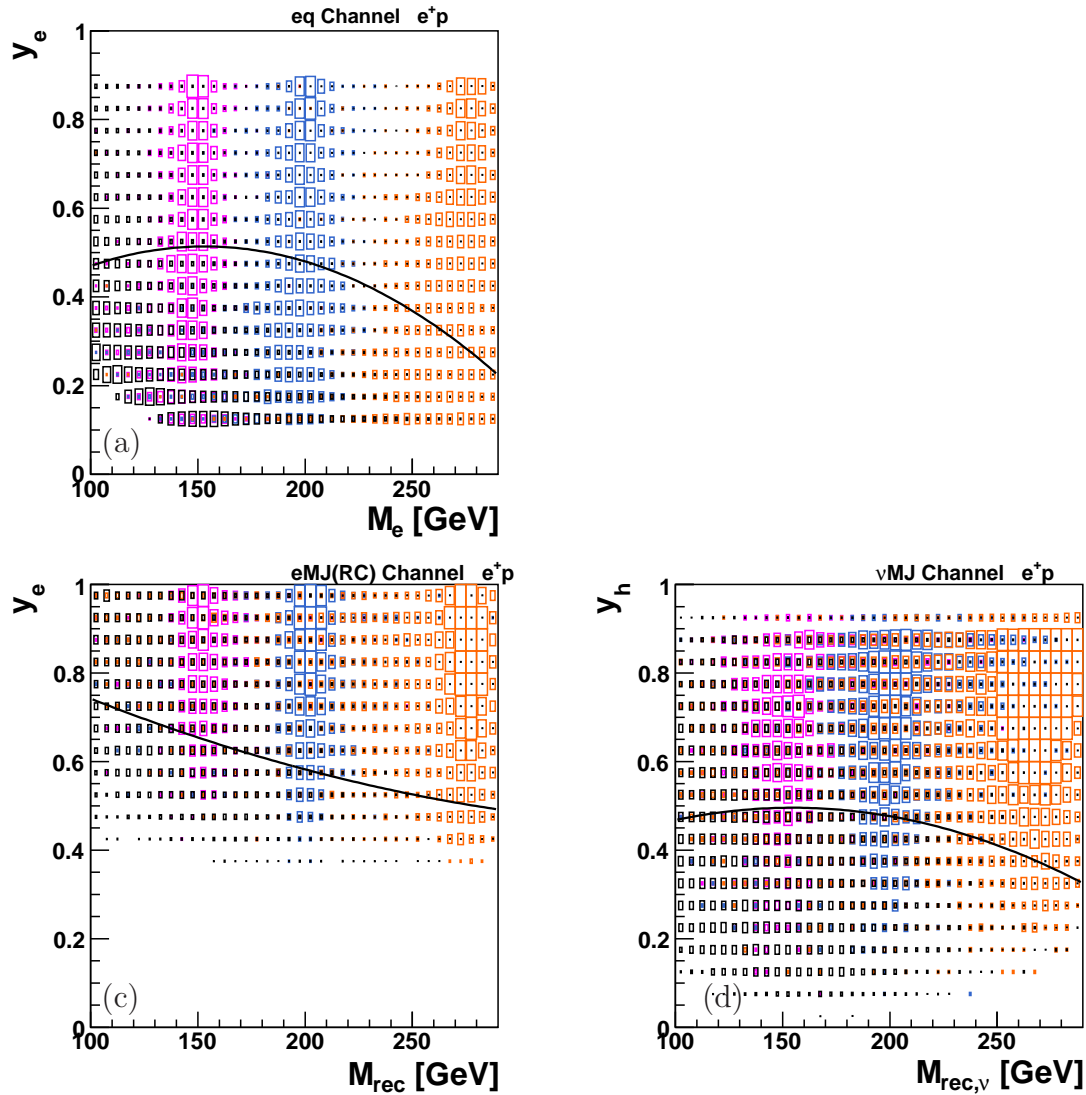 eq Channel e⁺p
y_e
1
0.8
0.6
0.4
0.2
0
(a)
100 150 200 250
M_e [GeV]
eMJ(RC) Channel e⁺p
y_e
1
0.8
0.6
0.4
0.2
0
(c)
100 150 200 250
M_rec [GeV]
νMJ Channel e⁺p
y_h
1
0.8
0.6
0.4
0.2
0
(d)
100 150 200 250
M_rec,ν [GeV]